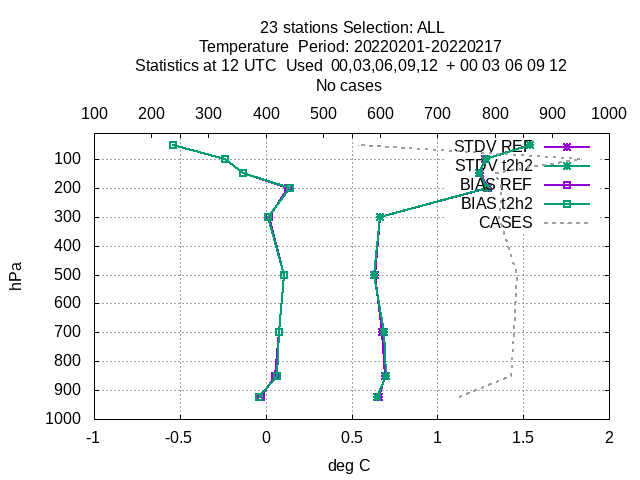 23 stations Selection: ALL
Temperature  Period: 20220201-20220217
Statistics at 12 UTC  Used  00,03,06,09,12  + 00 03 06 09 12
No cases
100 200 300 400 500 600 700 800 900 1000
STDV REF
STDV t2h2
BIAS REF
BIAS t2h2
CASES
100
200
300
400
500
600
700
800
900
1000
hPa
-1 -0.5 0 0.5 1 1.5 2
deg C